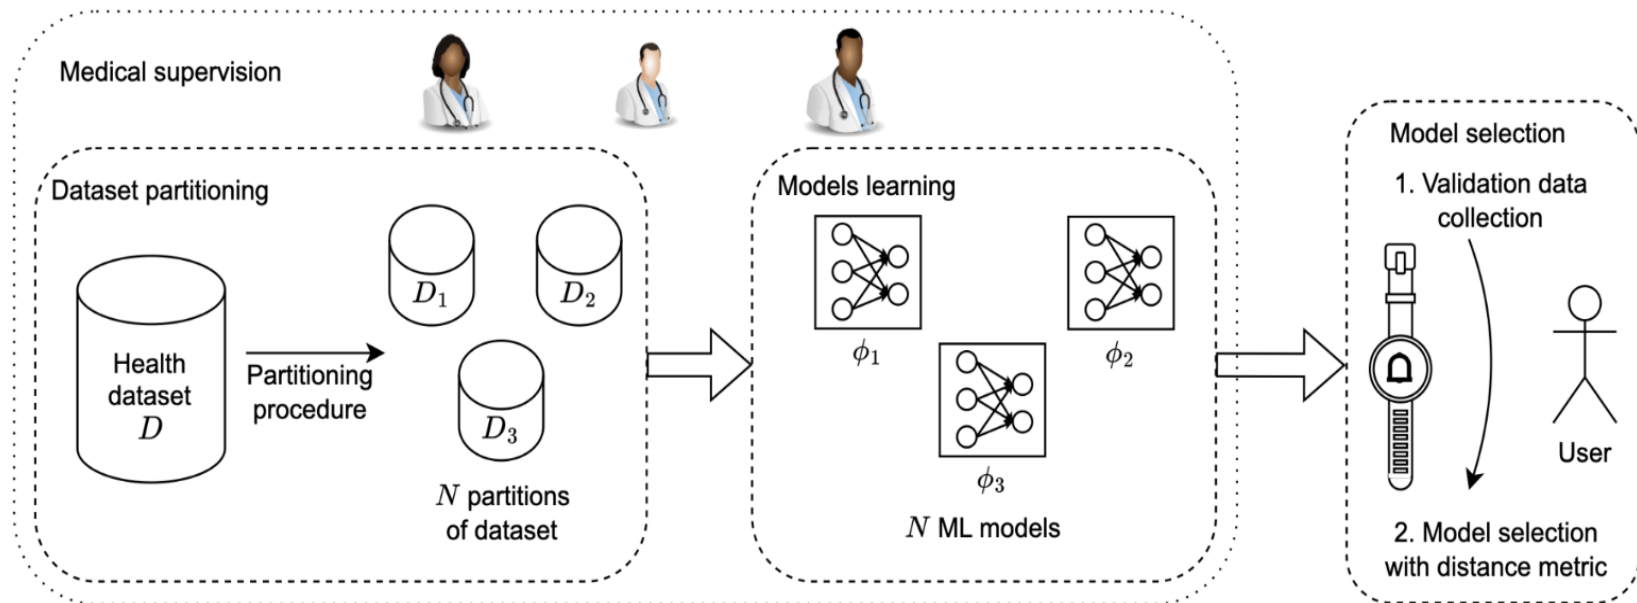 Medical supervision
Dataset partitioning
Health
dataset
D
Partitioning
procedure
D₁
D₂
D₃
N partitions
of dataset
Models learning
ϕ₁
ϕ₂
ϕ₃
N ML models
Model selection
1. Validation data
collection
User
2. Model selection
with distance metric